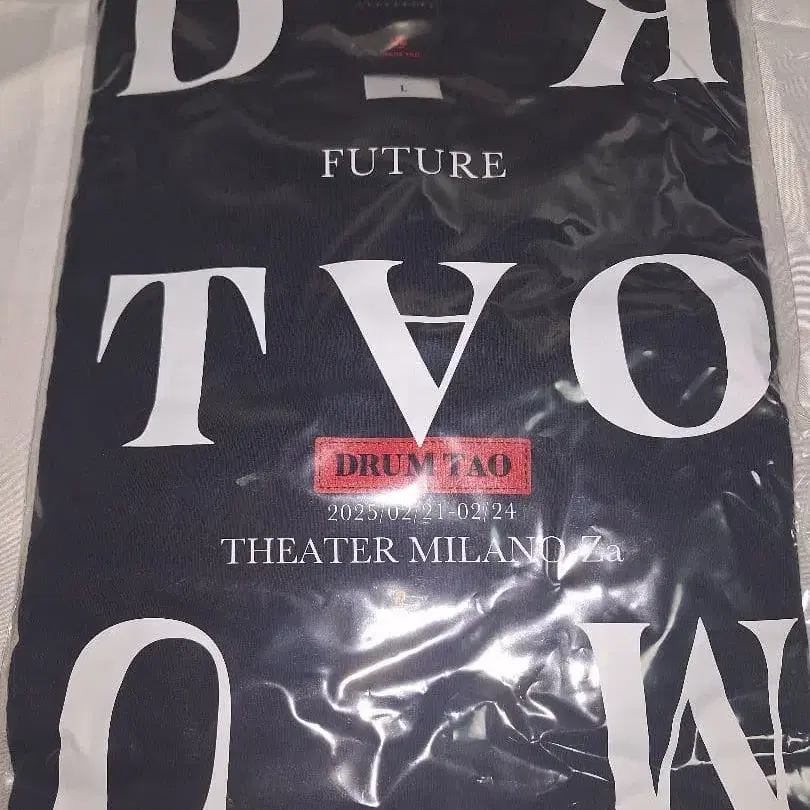 D R
L
FUTURE
TAO
DRUM TAO
2025/02/21-02/24
THEATER MILANO-Za
U M